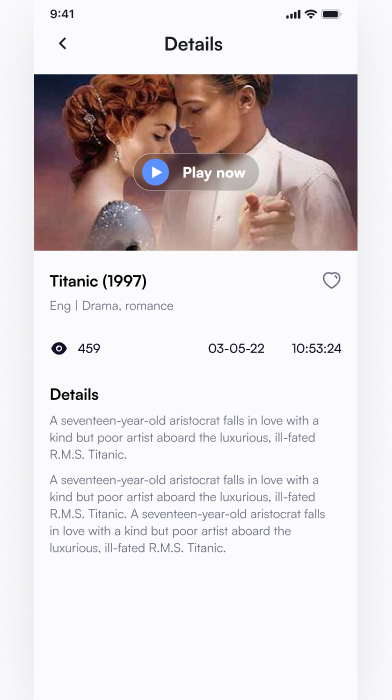 9:41
Details
Play now
Titanic (1997)
Eng | Drama, romance
459 03-05-22 10:53:24
Details
A seventeen-year-old aristocrat falls in love with a
kind but poor artist aboard the luxurious, ill-fated
R.M.S. Titanic.
A seventeen-year-old aristocrat falls in love with a
kind but poor artist aboard the luxurious, ill-fated
R.M.S. Titanic. A seventeen-year-old aristocrat falls
in love with a kind but poor artist aboard the
luxurious, ill-fated R.M.S. Titanic.